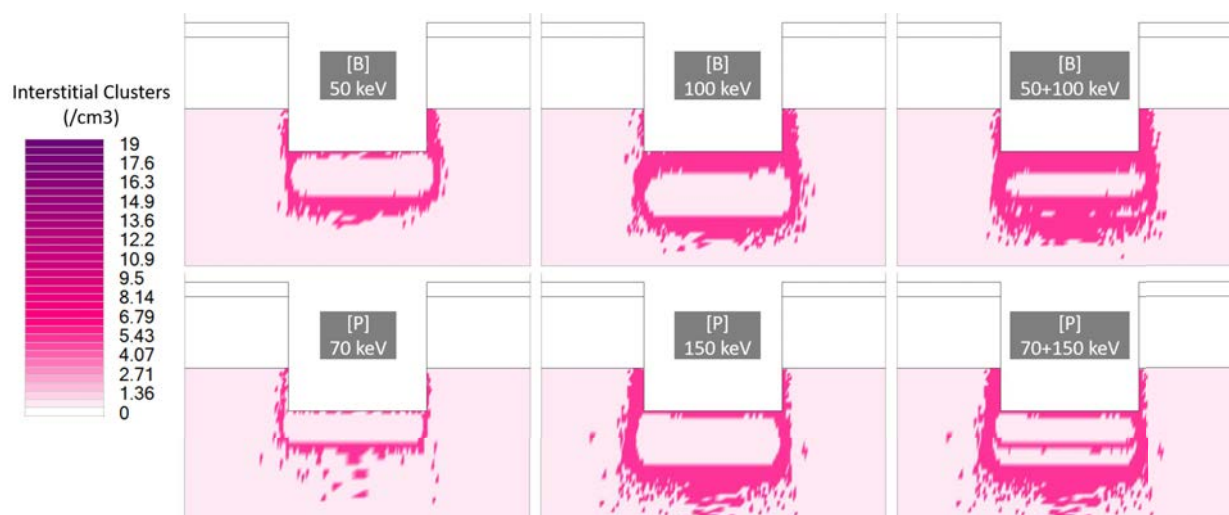 Interstitial Clusters
(/cm3)
19
17.6
16.3
14.9
13.6
12.2
10.9
9.5
8.14
6.79
5.43
4.07
2.71
1.36
0
[B]
50 keV
[B]
100 keV
[B]
50+100 keV
[P]
70 keV
[P]
150 keV
[P]
70+150 keV